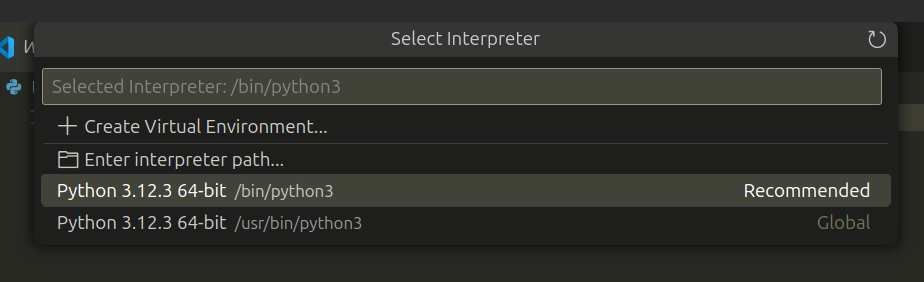 Select Interpreter
Selected Interpreter: /bin/python3
Create Virtual Environment...
Enter interpreter path...
Python 3.12.3 64-bit /bin/python3 Recommended
Python 3.12.3 64-bit /usr/bin/python3 Global